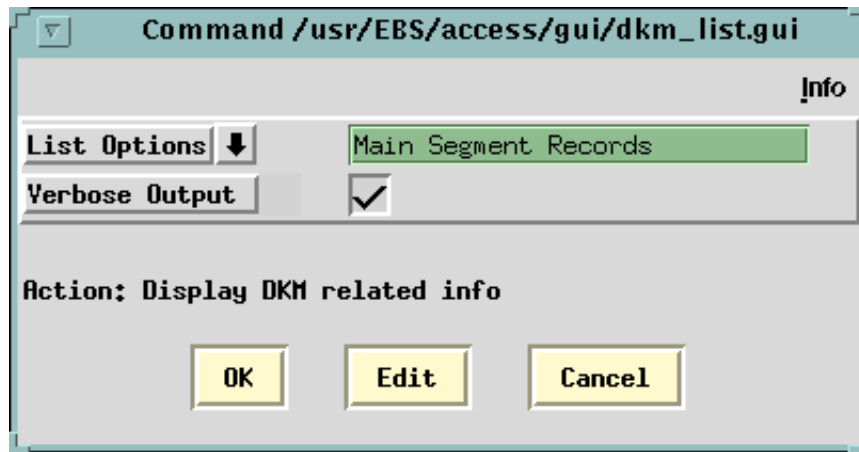 Command /usr/EBS/access/gui/dkm_list.gui
Info
List Options Main Segment Records
Verbose Output
Action: Display DKM related info
OK Edit Cancel